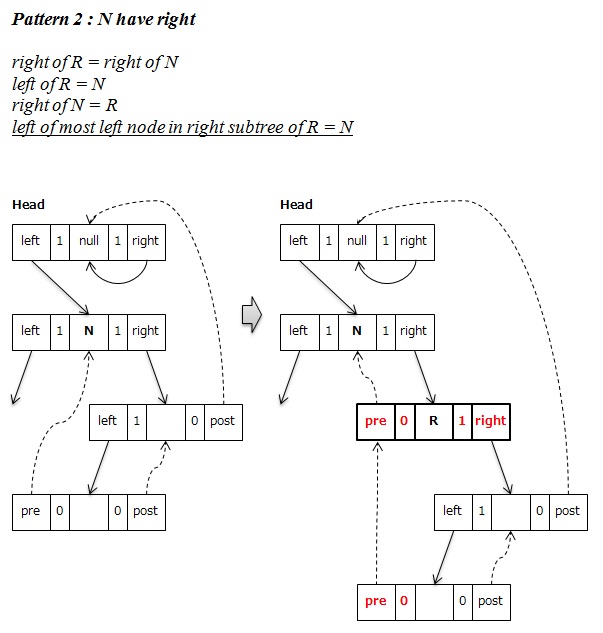 Pattern 2 : N have right
right of R = right of N
left of R = N
right of N = R
left of most left node in right subtree of R = N
Head
left 1 null 1 right
left 1 N 1 right
left 1 0 post
pre 0 0 post
Head
left 1 null 1 right
left 1 N 1 right
pre 0 R 1 right
left 1 0 post
pre 0 0 post